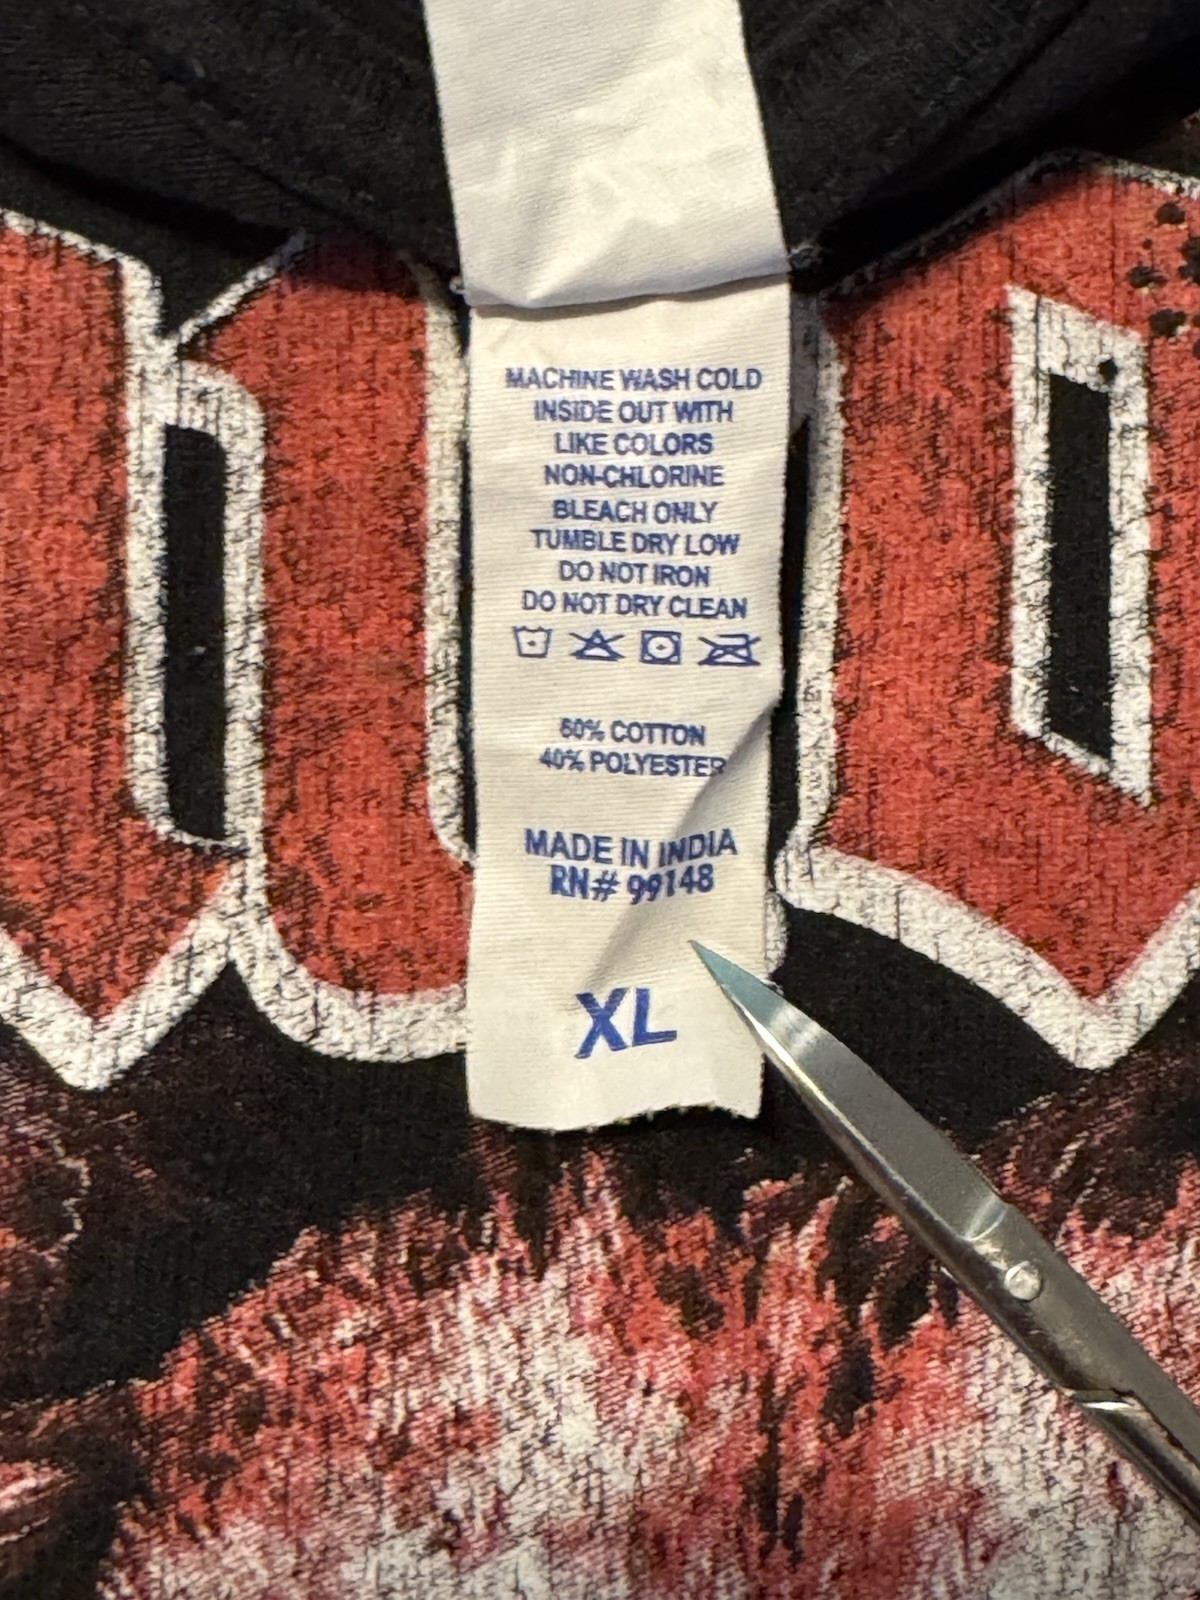 MACHINE WASH COLD
INSIDE OUT WITH
LIKE COLORS
NON-CHLORINE
BLEACH ONLY
TUMBLE DRY LOW
DO NOT IRON
DO NOT DRY CLEAN
60% COTTON
40% POLYESTER
MADE IN INDIA
RN# 99148
XL